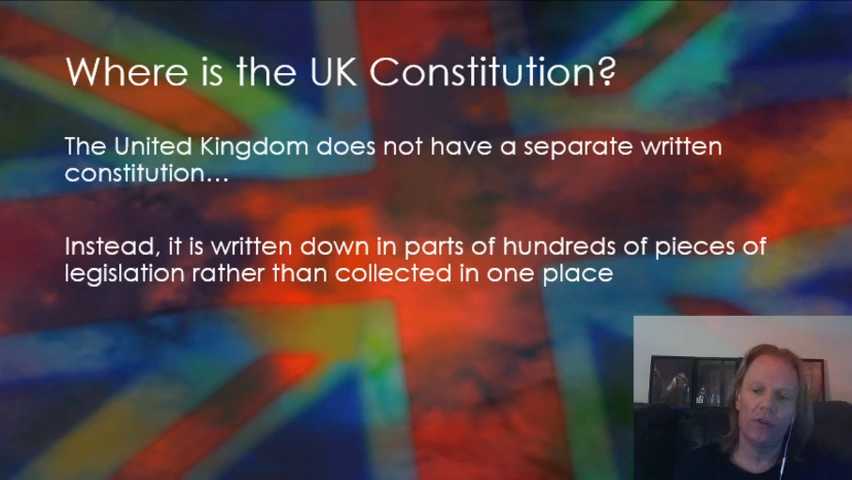 Where is the UK Constitution?
The United Kingdom does not have a separate written
constitution...
Instead, it is written down in parts of hundreds of pieces of
legislation rather than collected in one place